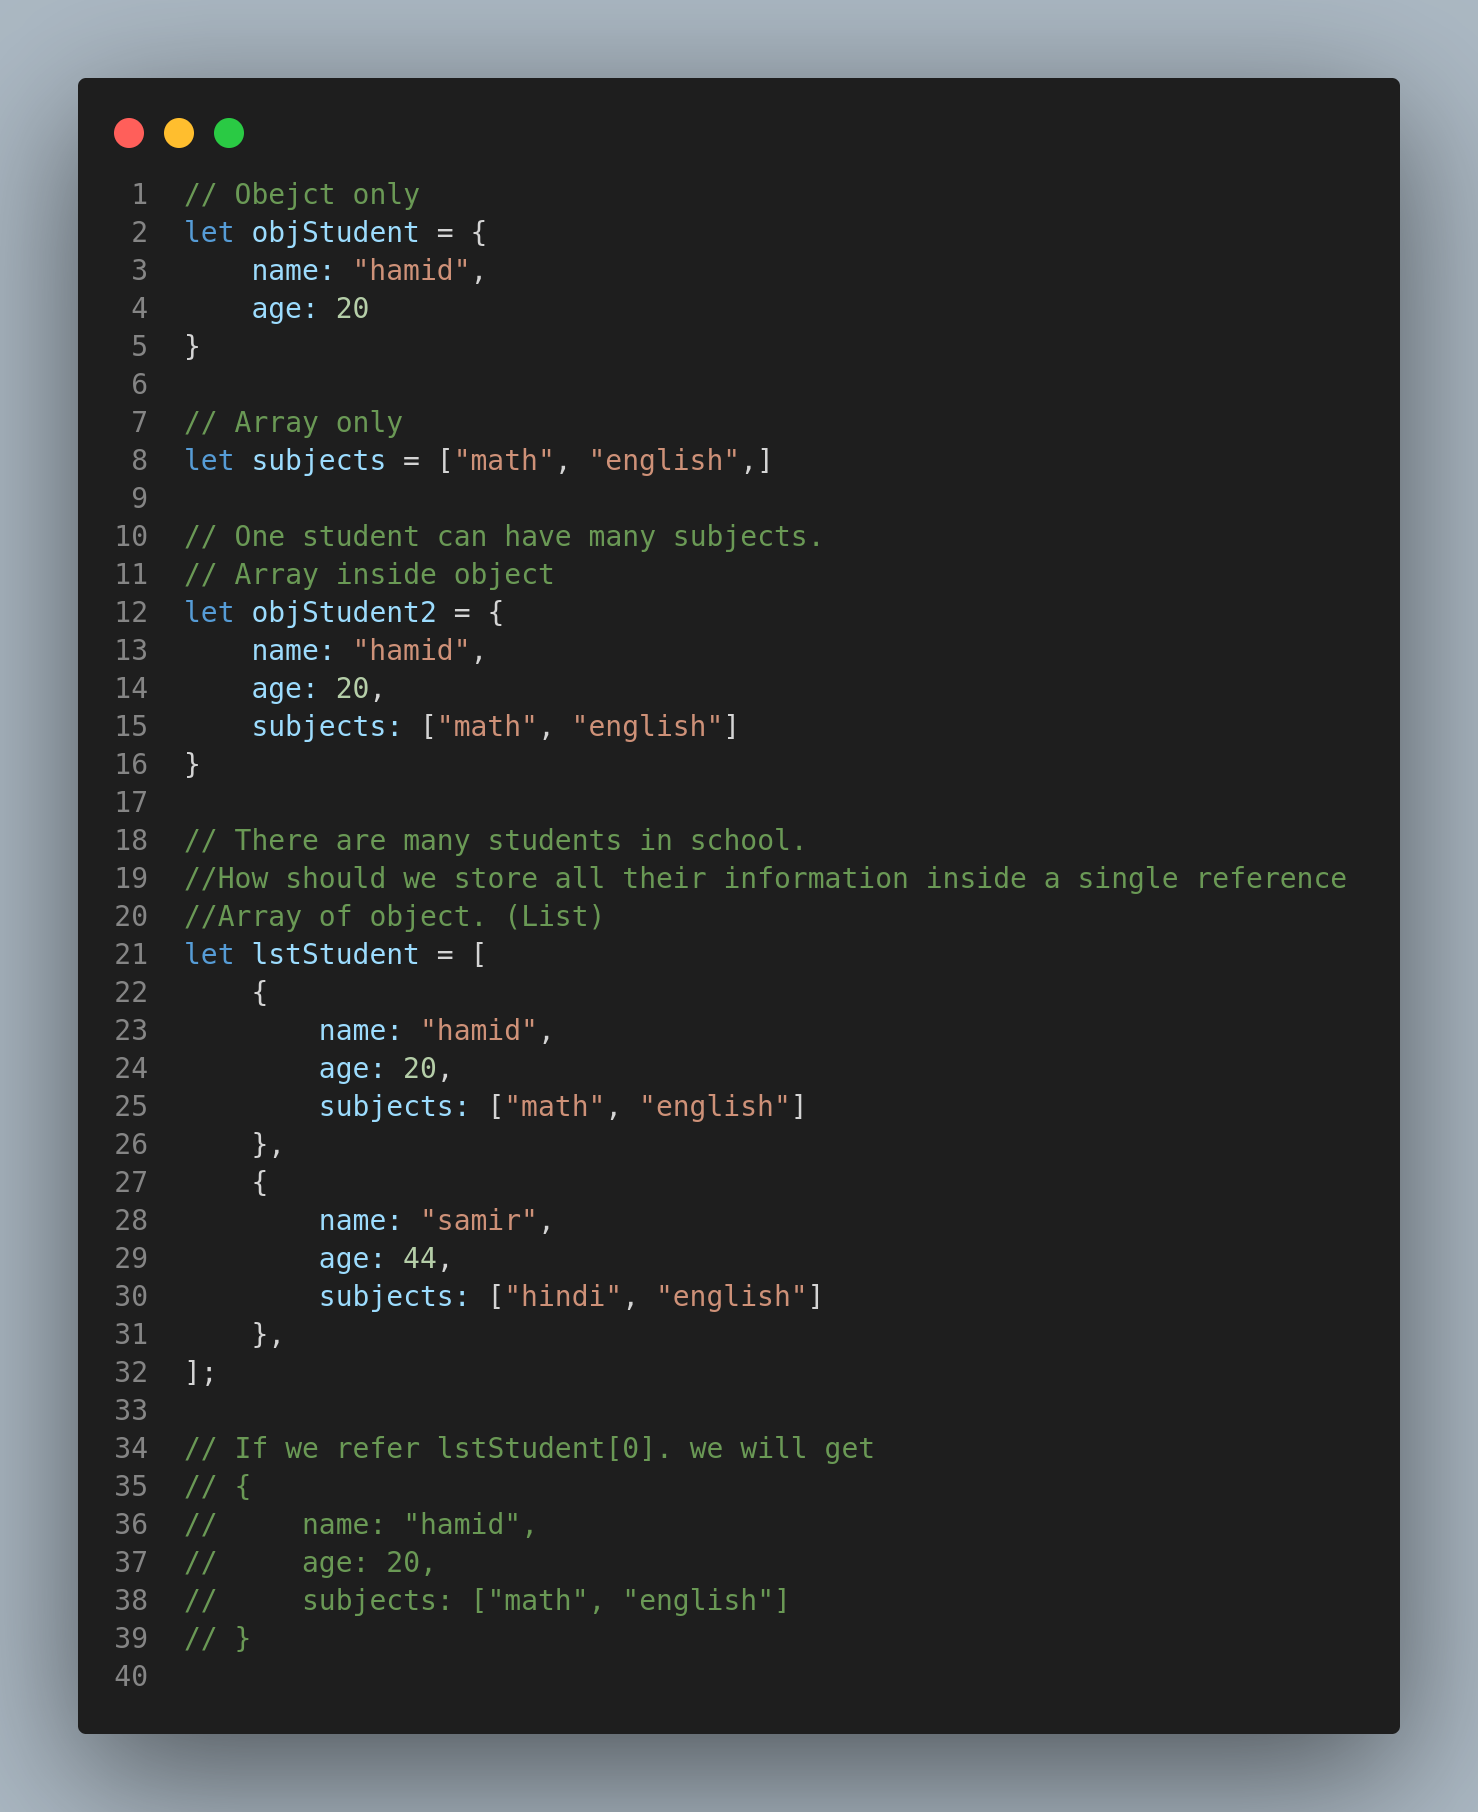 1 // Obejct only
2 let objStudent = {
3     name: "hamid",
4     age: 20
5 }
6
7 // Array only
8 let subjects = ["math", "english",]
9
10 // One student can have many subjects.
11 // Array inside object
12 let objStudent2 = {
13     name: "hamid",
14     age: 20,
15     subjects: ["math", "english"]
16 }
17
18 // There are many students in school.
19 //How should we store all their information inside a single reference
20 //Array of object. (List)
21 let lstStudent = [
22     {
23         name: "hamid",
24         age: 20,
25         subjects: ["math", "english"]
26     },
27     {
28         name: "samir",
29         age: 44,
30         subjects: ["hindi", "english"]
31     },
32 ];
33
34 // If we refer lstStudent[0]. we will get
35 // {
36 //     name: "hamid",
37 //     age: 20,
38 //     subjects: ["math", "english"]
39 // }
40